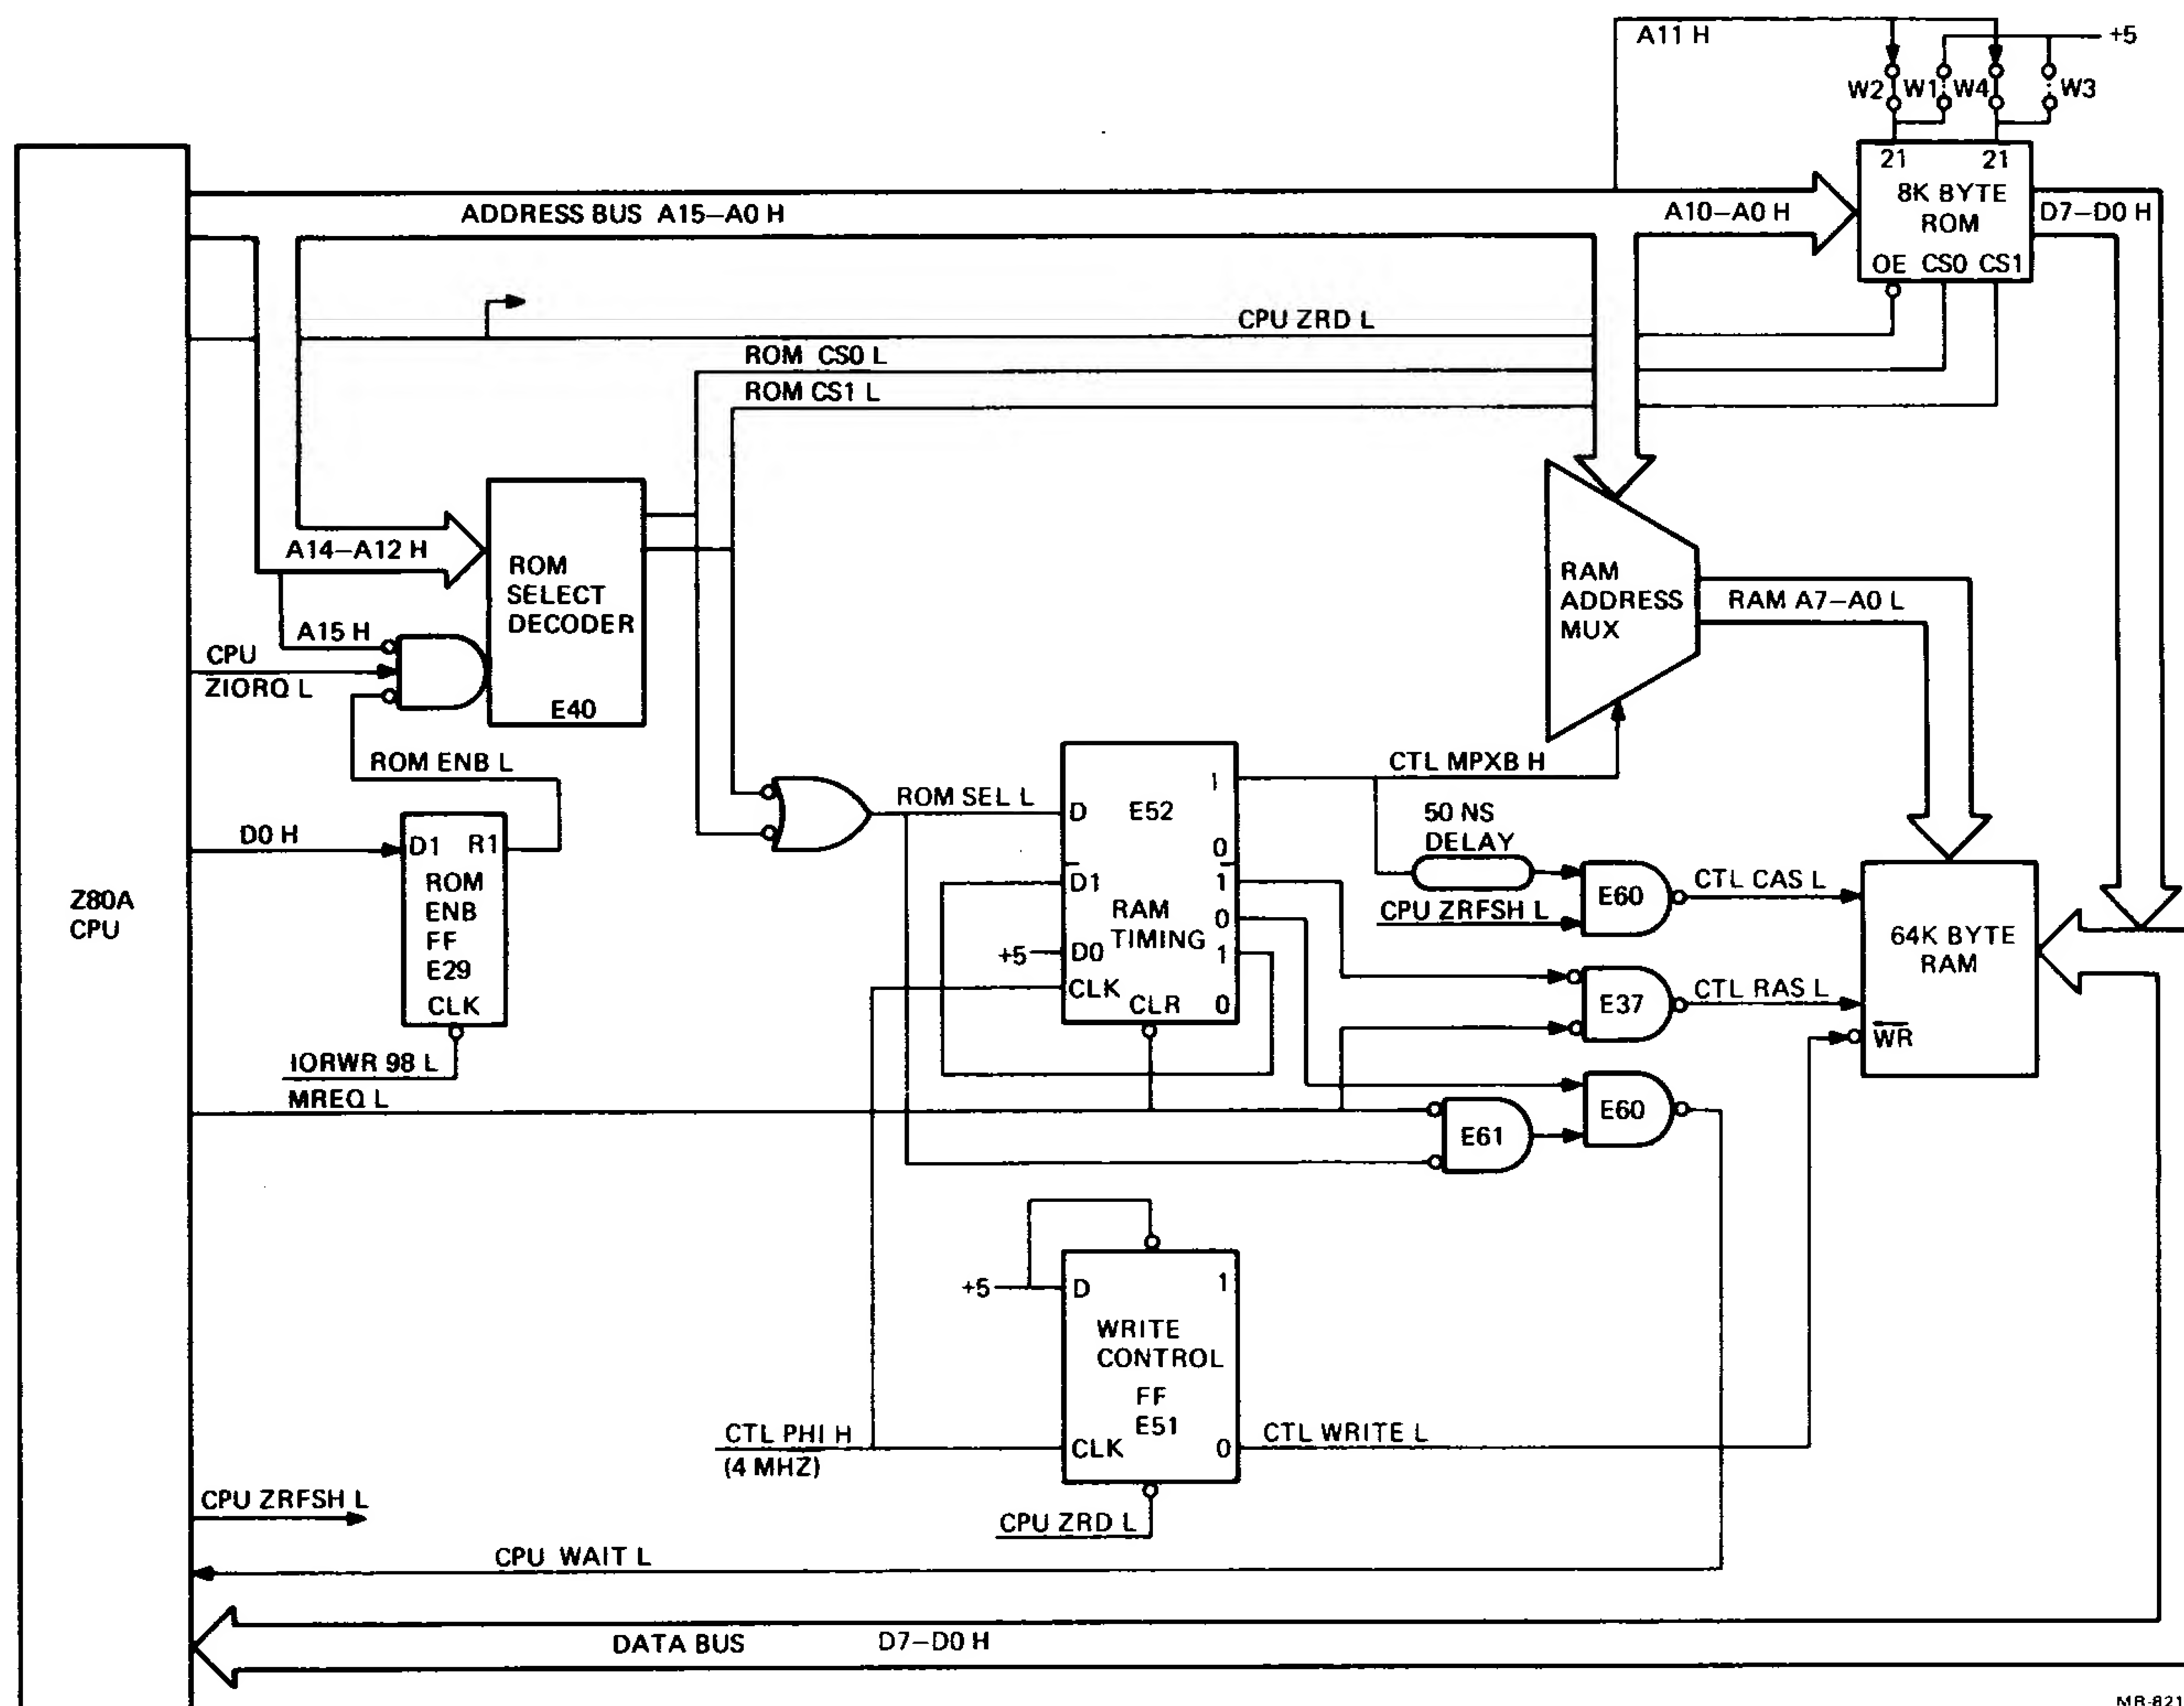 A11 H
+5
W2
W1
W4
W3
21
21
8K BYTE
ROM
OE CS0 CS1
D7–D0 H
ADDRESS BUS A15–A0 H
A10–A0 H
CPU ZRD L
ROM CS0 L
ROM CS1 L
A14–A12 H
ROM
SELECT
DECODER
E40
A15 H
CPU
ZIORQ L
ROM ENB L
RAM
ADDRESS
MUX
RAM A7–A0 L
D0 H
D1 R1
ROM
ENB
FF
E29
CLK
IORWR 98 L
MREQ L
Z80A
CPU
ROM SEL L
D
E52
1
0
D1
1
RAM
TIMING
0
+5
D0
1
CLK
CLR
0
CTL MPXB H
50 NS
DELAY
CPU ZRFSH L
E60
CTL CAS L
E37
CTL RAS L
E60
E61
64K BYTE
RAM
WR
+5
D
1
WRITE
CONTROL
FF
E51
CLK
0
CTL PHI H
(4 MHZ)
CTL WRITE L
CPU ZRD L
CPU ZRFSH L
CPU WAIT L
DATA BUS D7–D0 H
MR-821